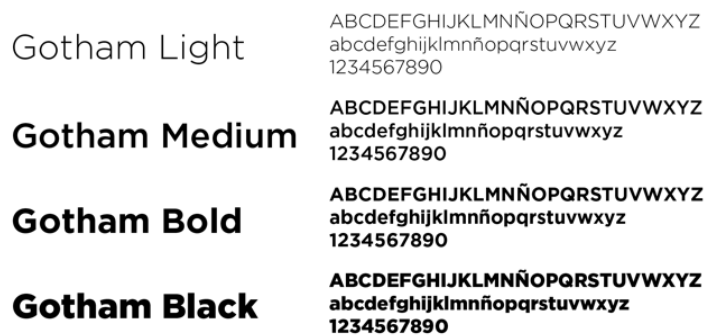 Gotham Light
ABCDEFGHIJKLMNÑOPQRSTUVWXYZ
abcdefghijklmnñopqrstuvwxyz
1234567890
Gotham Medium
ABCDEFGHIJKLMNÑOPQRSTUVWXYZ
abcdefghijklmnñopqrstuvwxyz
1234567890
Gotham Bold
ABCDEFGHIJKLMNÑOPQRSTUVWXYZ
abcdefghijklmnñopqrstuvwxyz
1234567890
Gotham Black
ABCDEFGHIJKLMNÑOPQRSTUVWXYZ
abcdefghijklmnñopqrstuvwxyz
1234567890